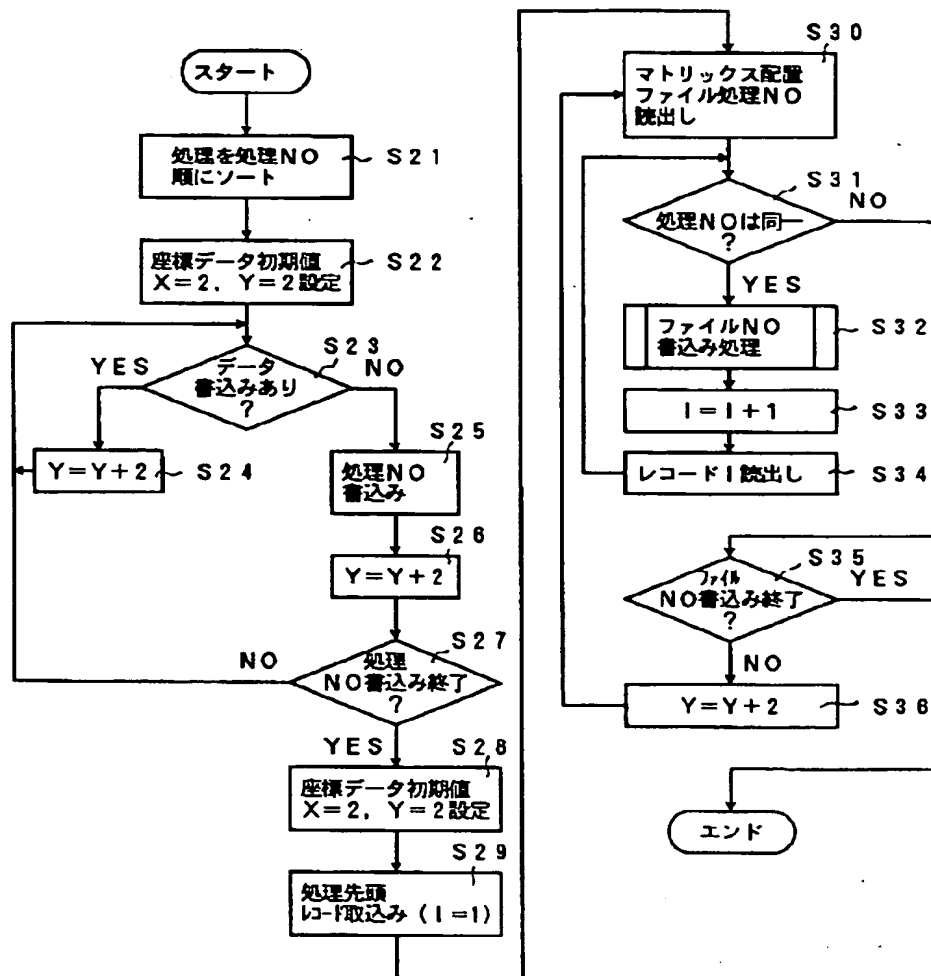 スタート
処理を処理NO
順にソート
S21
座標データ初期値
X=2, Y=2設定
S22
S23
YES
データ
書込みあり
?
NO
Y=Y+2
S24
S25
処理NO
書込み
S26
Y=Y+2
S27
NO
処理
NO書込み終了
?
YES
S28
座標データ初期値
X=2, Y=2設定
S29
処理先頭
レコード取込み (I=1)
S30
マトリックス配置
ファイル処理NO
読出し
S31
NO
処理NOは同一
?
YES
ファイルNO
書込み処理
S32
I=I+1
S33
レコードI読出し
S34
S35
ファイル
NO書込み終了
?
YES
NO
Y=Y+2
S36
エンド